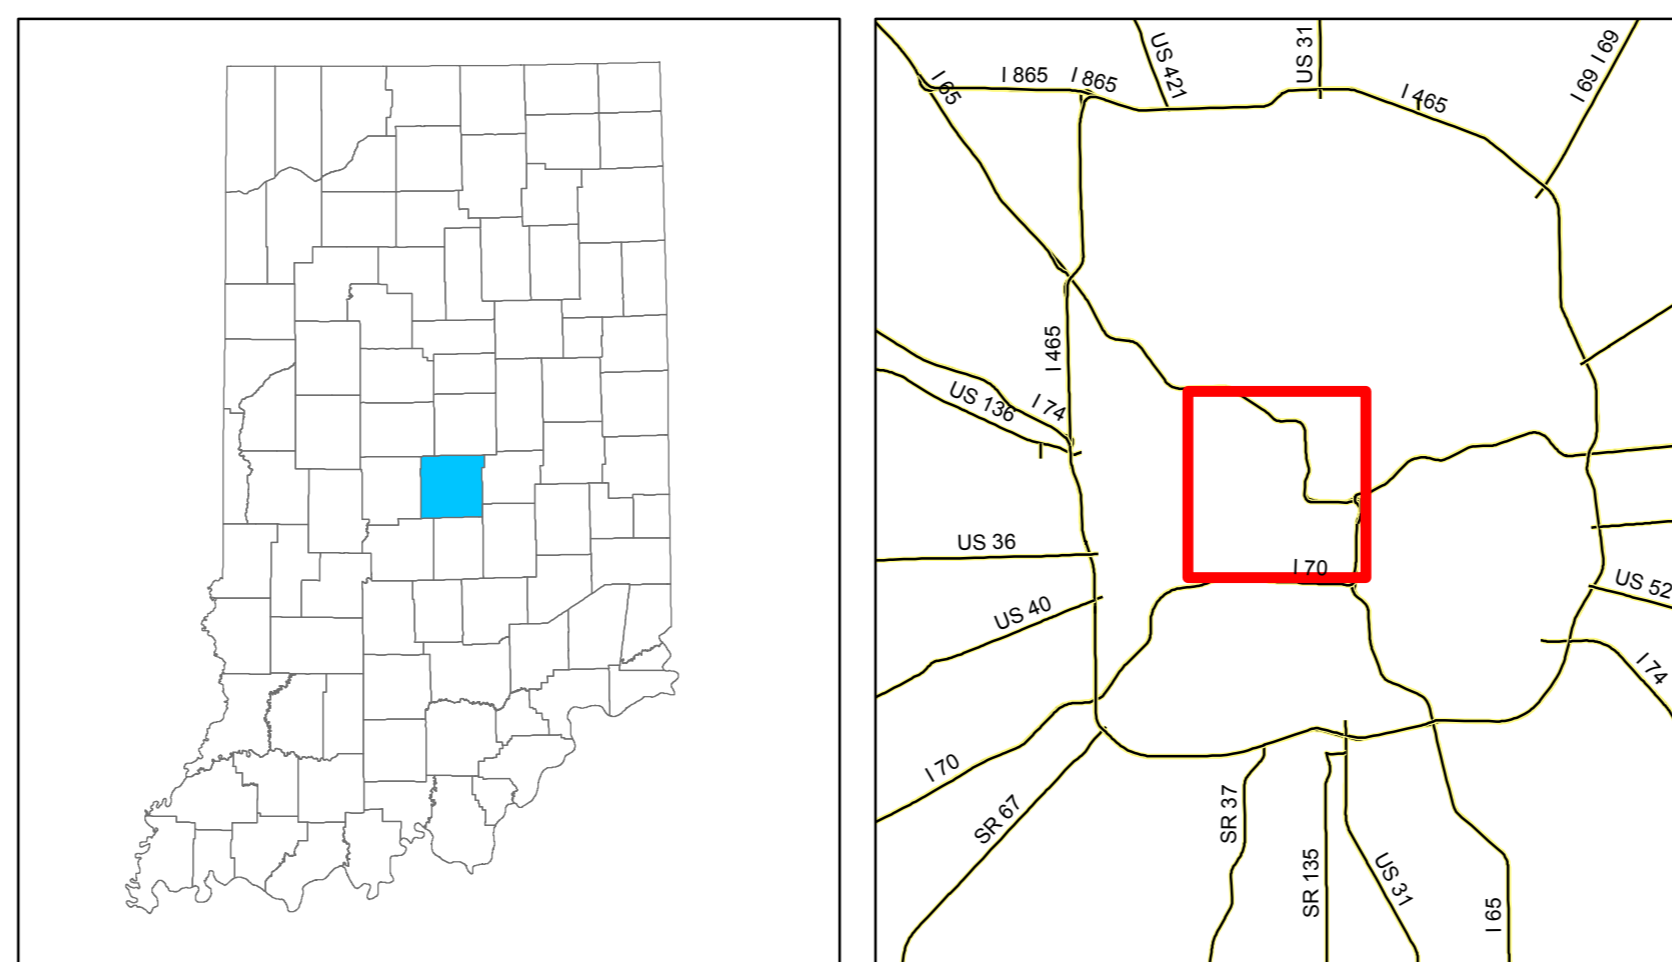 I 65
I 865
I 865
US 421
US 31
I 465
I 69
I 69
I 465
US 136
I 74
US 36
I 70
US 40
US 52
I 74
I 70
SR 67
SR 37
SR 135
US 31
I 65